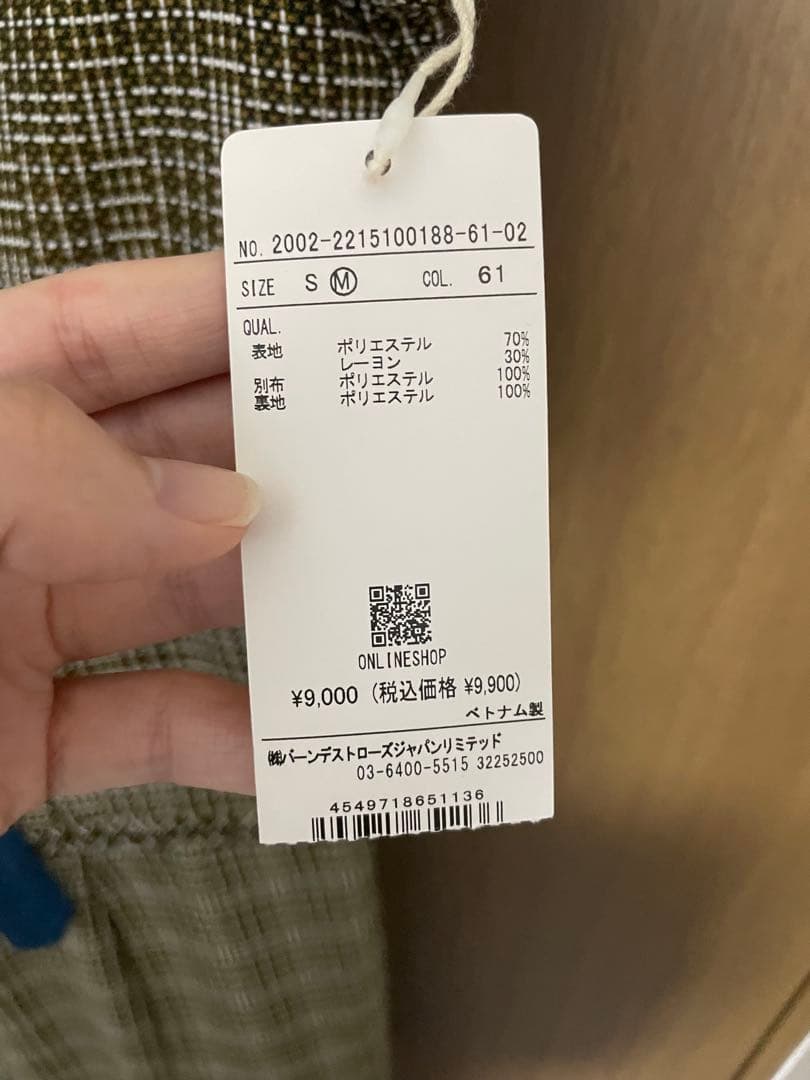 NO. 2002-2215100188-61-02
SIZE S Ⓜ COL. 61
QUAL.
表地 ポリエステル 70%
レーヨン 30%
別布 ポリエステル 100%
裏地 ポリエステル 100%
ONLINESHOP
¥9,000 (税込価格 ¥9,900)
ベトナム製
㈱バーンデストローズジャパンリミテッド
03-6400-5515 32252500
4549718651136